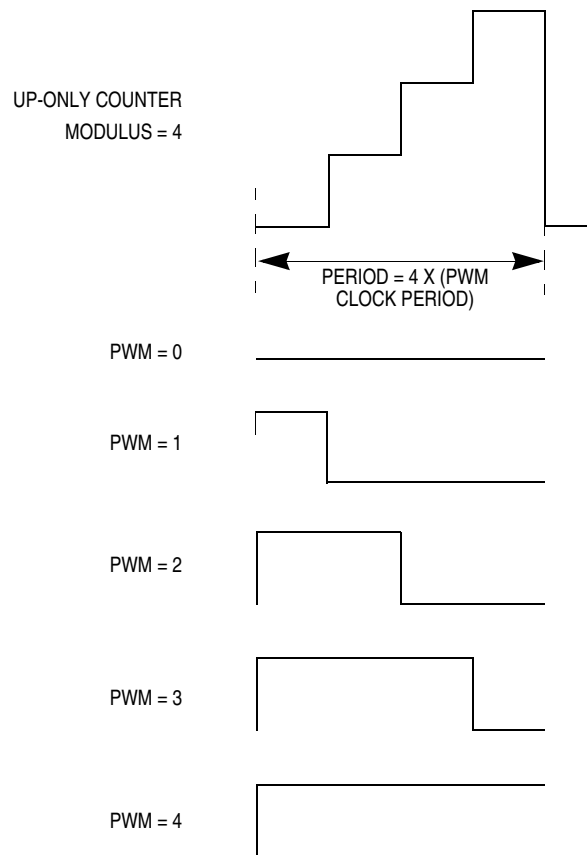 UP-ONLY COUNTER
MODULUS = 4
PERIOD = 4 X (PWM
CLOCK PERIOD)
PWM = 0
PWM = 1
PWM = 2
PWM = 3
PWM = 4